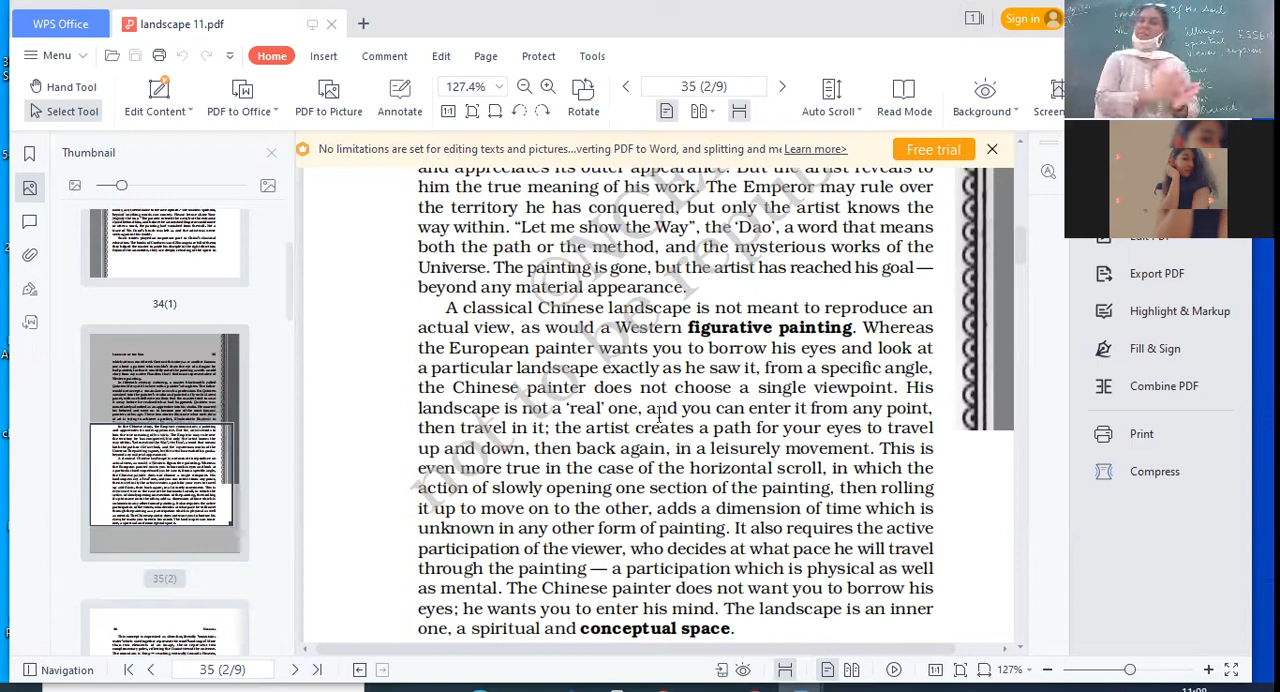 WPS Office
landscape 11.pdf
Sign in
Menu
Home
Insert
Comment
Edit
Page
Protect
Tools
Hand Tool
Select Tool
Edit Content
PDF to Office
PDF to Picture
Annotate
127.4%
Rotate
35 (2/9)
Auto Scroll
Read Mode
Background
Screen
Thumbnail
No limitations are set for editing texts and pictures...verting PDF to Word, and splitting and me
Learn more>
Free trial
34(1)
35(2)
and appreciates its outer appearance. But the artist reveals to
him the true meaning of his work. The Emperor may rule over
the territory he has conquered, but only the artist knows the
way within. “Let me show the Way”, the ‘Dao’, a word that means
both the path or the method, and the mysterious works of the
Universe. The painting is gone, but the artist has reached his goal —
beyond any material appearance.
A classical Chinese landscape is not meant to reproduce an
actual view, as would a Western figurative painting. Whereas
the European painter wants you to borrow his eyes and look at
a particular landscape exactly as he saw it, from a specific angle,
the Chinese painter does not choose a single viewpoint. His
landscape is not a ‘real’ one, and you can enter it from any point,
then travel in it; the artist creates a path for your eyes to travel
up and down, then back again, in a leisurely movement. This is
even more true in the case of the horizontal scroll, in which the
action of slowly opening one section of the painting, then rolling
it up to move on to the other, adds a dimension of time which is
unknown in any other form of painting. It also requires the active
participation of the viewer, who decides at what pace he will travel
through the painting — a participation which is physical as well
as mental. The Chinese painter does not want you to borrow his
eyes; he wants you to enter his mind. The landscape is an inner
one, a spiritual and conceptual space.
not to be repu
Export PDF
Highlight & Markup
Fill & Sign
Combine PDF
Print
Compress
Navigation
35 (2/9)
127%